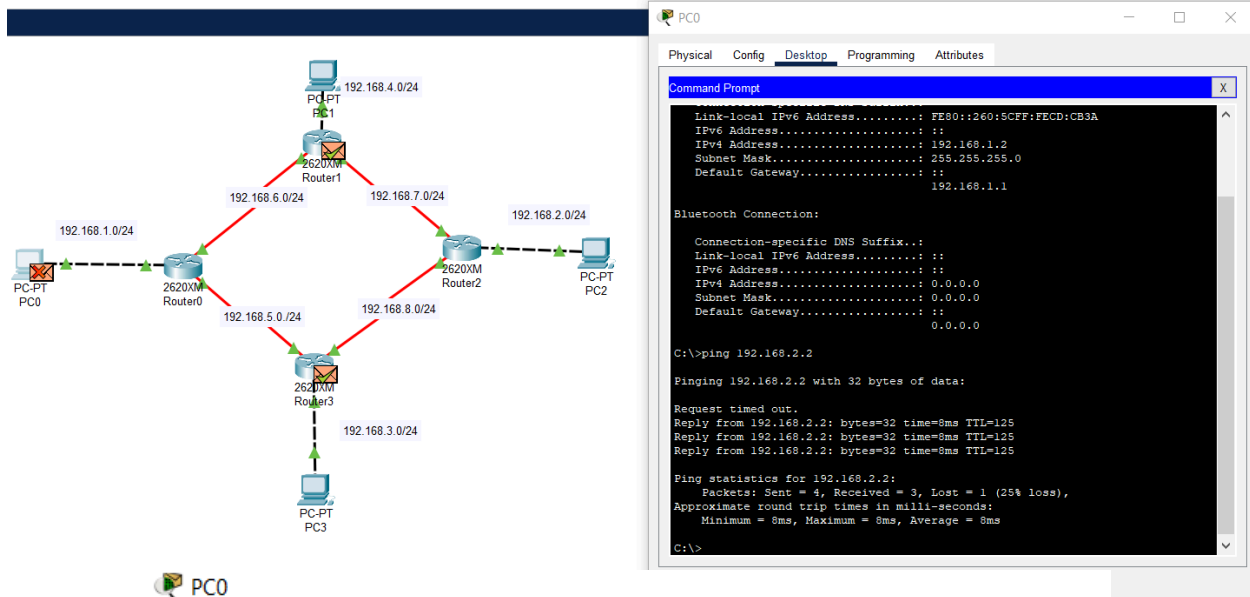 192.168.4.0/24
PC-PT
PC1
2620XM
Router1
192.168.6.0/24
192.168.7.0/24
192.168.1.0/24
192.168.2.0/24
PC-PT
PC0
2620XM
Router0
2620XM
Router2
PC-PT
PC2
192.168.5.0./24
192.168.8.0/24
2620XM
Router3
192.168.3.0/24
PC-PT
PC3
PC0
Physical Config Desktop Programming Attributes
Command Prompt X
Link-local IPv6 Address.........: FE80::260:5CFF:FECD:CB3A
IPv6 Address....................: ::
IPv4 Address....................: 192.168.1.2
Subnet Mask.....................: 255.255.255.0
Default Gateway.................: ::
192.168.1.1
Bluetooth Connection:
Connection-specific DNS Suffix..:
Link-local IPv6 Address.........: ::
IPv6 Address....................: ::
IPv4 Address....................: 0.0.0.0
Subnet Mask.....................: 0.0.0.0
Default Gateway.................: ::
0.0.0.0
C:\>ping 192.168.2.2
Pinging 192.168.2.2 with 32 bytes of data:
Request timed out.
Reply from 192.168.2.2: bytes=32 time=8ms TTL=125
Reply from 192.168.2.2: bytes=32 time=8ms TTL=125
Reply from 192.168.2.2: bytes=32 time=8ms TTL=125
Ping statistics for 192.168.2.2:
Packets: Sent = 4, Received = 3, Lost = 1 (25% loss),
Approximate round trip times in milli-seconds:
Minimum = 8ms, Maximum = 8ms, Average = 8ms
C:\>
PC0